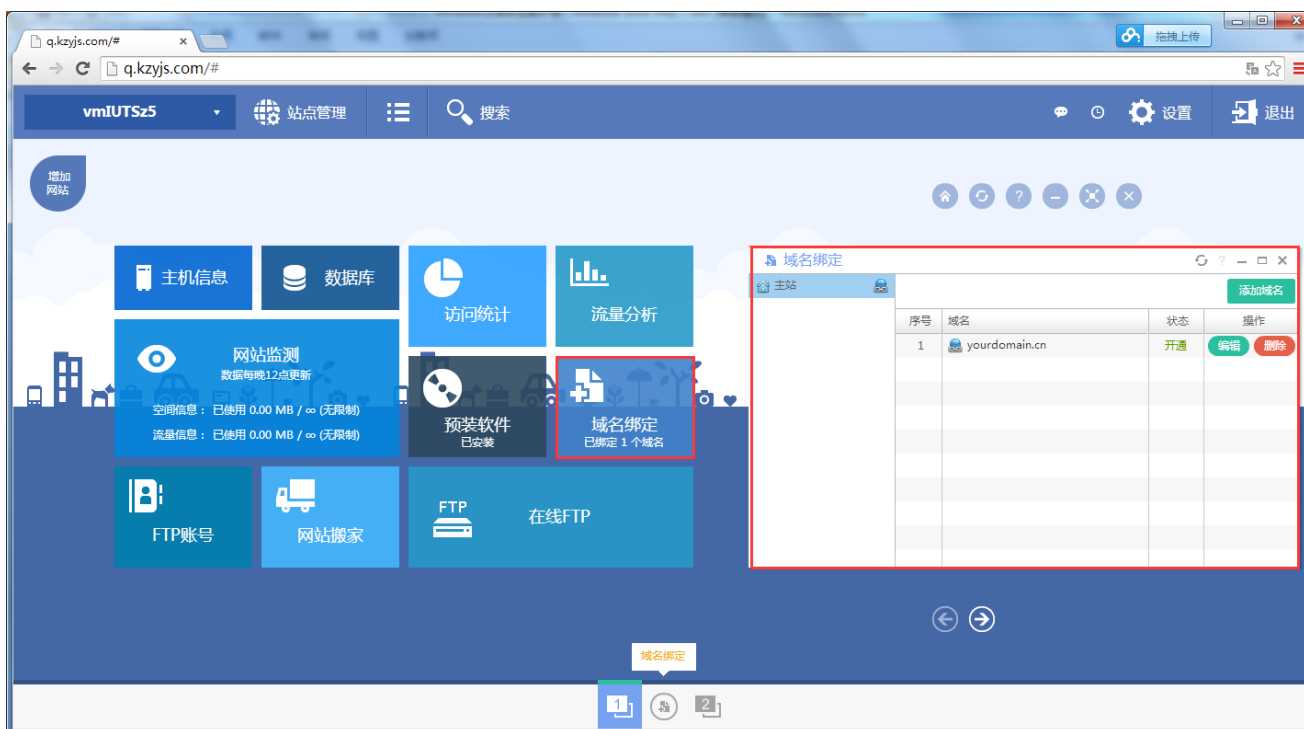 q.kzyjs.com/#
拖拽上传
q.kzyjs.com/#
vmIUTSz5
站点管理
搜索
设置
退出
增加
网站
主机信息
数据库
访问统计
流量分析
网站监测
数据每晚12点更新
空间信息： 已使用 0.00 MB / ∞ (无限制)
流量信息： 已使用 0.00 MB / ∞ (无限制)
预装软件
已安装
域名绑定
已绑定 1 个域名
FTP账号
网站搬家
FTP
在线FTP
域名绑定
主站
添加域名
序号 域名 状态 操作
1 yourdomain.cn 开通 编辑 删除
域名绑定
1
2